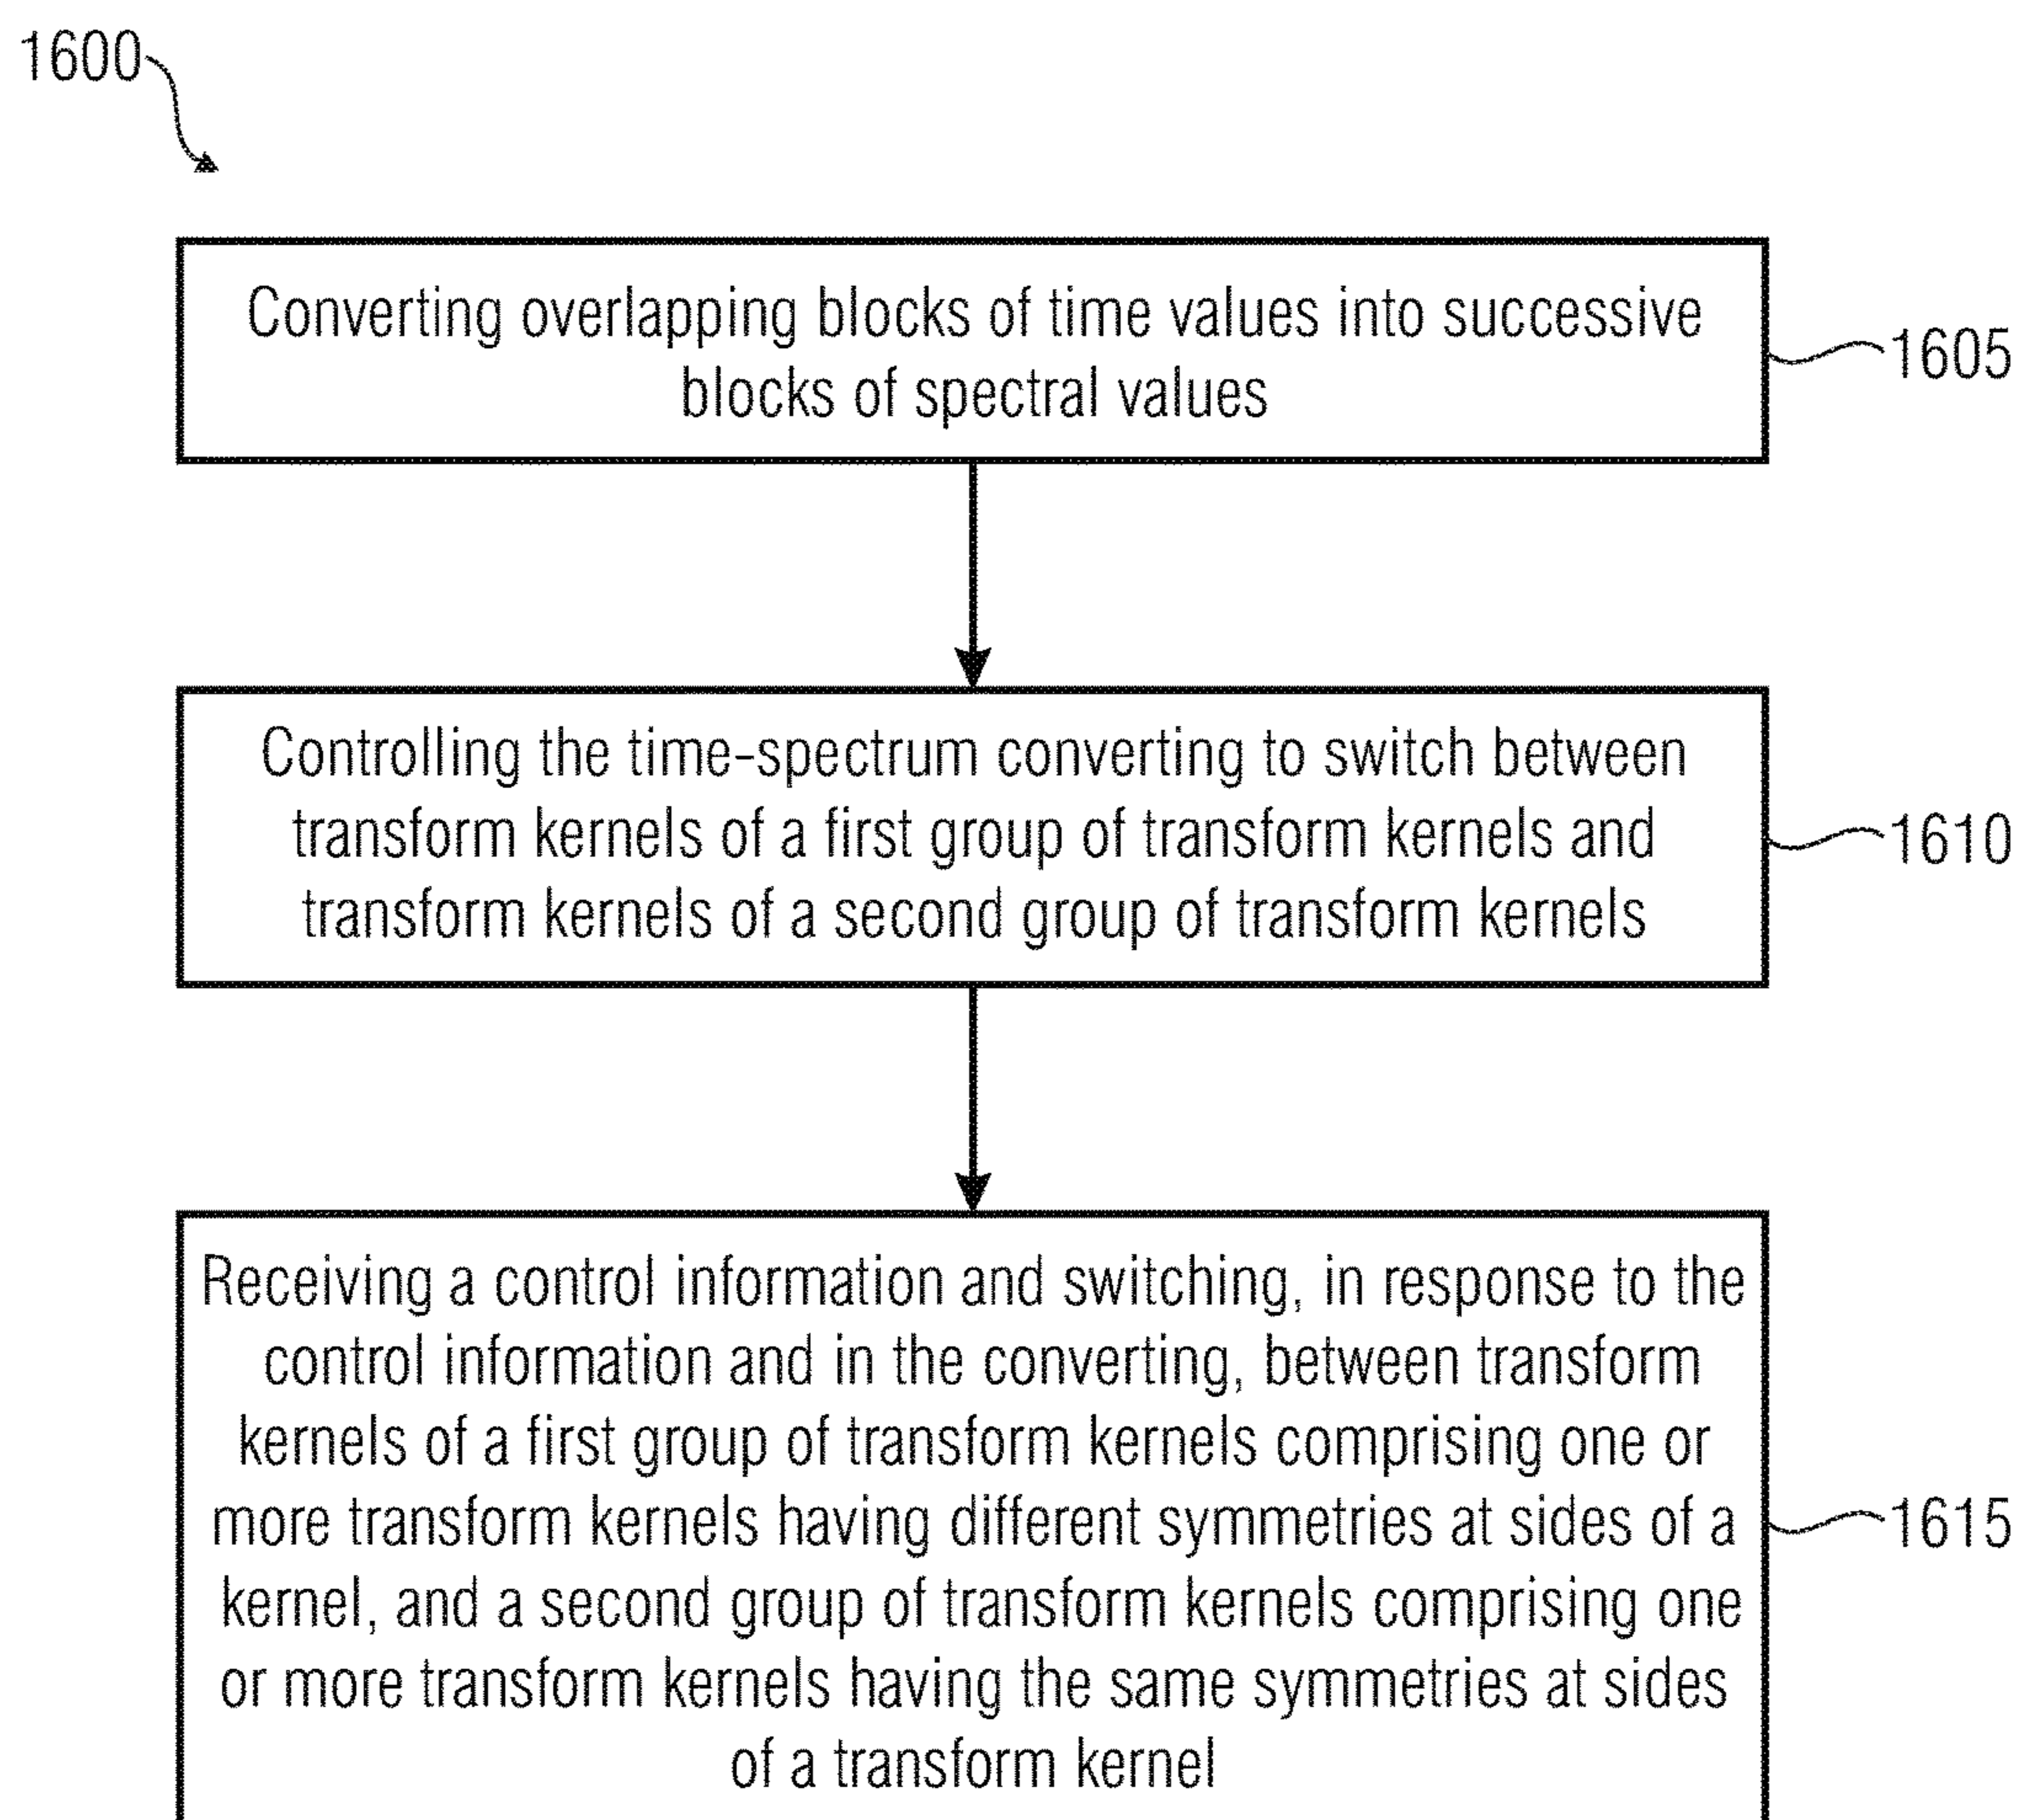 1600
Converting overlapping blocks of time values into successive
blocks of spectral values
1605
Controlling the time-spectrum converting to switch between
transform kernels of a first group of transform kernels and
transform kernels of a second group of transform kernels
1610
Receiving a control information and switching, in response to the
control information and in the converting, between transform
kernels of a first group of transform kernels comprising one or
more transform kernels having different symmetries at sides of a
kernel, and a second group of transform kernels comprising one
or more transform kernels having the same symmetries at sides
of a transform kernel
1615